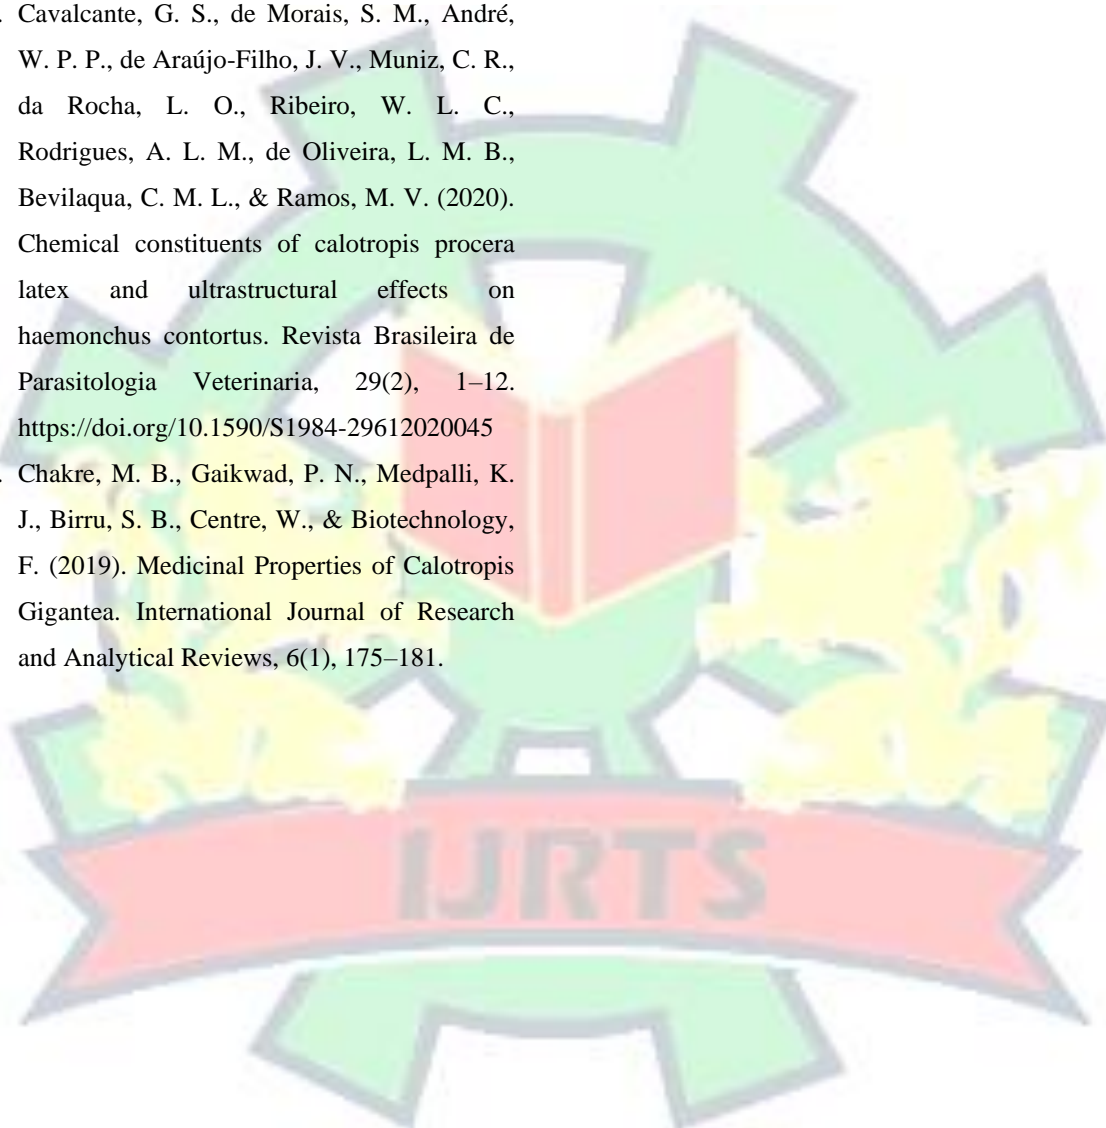 . Cavalcante, G. S., de Morais, S. M., André,
W. P. P., de Araújo-Filho, J. V., Muniz, C. R.,
da Rocha, L. O., Ribeiro, W. L. C.,
Rodrigues, A. L. M., de Oliveira, L. M. B.,
Bevilaqua, C. M. L., & Ramos, M. V. (2020).
Chemical constituents of calotropis procera
latex and ultrastructural effects on
haemonchus contortus. Revista Brasileira de
Parasitologia Veterinaria, 29(2), 1–12.
https://doi.org/10.1590/S1984-29612020045
. Chakre, M. B., Gaikwad, P. N., Medpalli, K.
J., Birru, S. B., Centre, W., & Biotechnology,
F. (2019). Medicinal Properties of Calotropis
Gigantea. International Journal of Research
and Analytical Reviews, 6(1), 175–181.
IJRTS